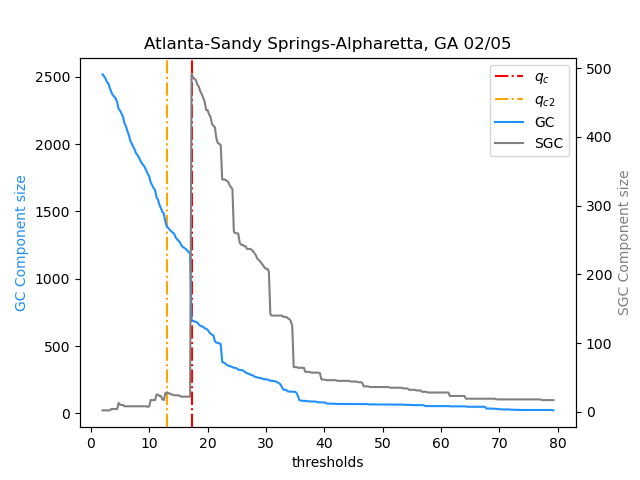 Atlanta-Sandy Springs-Alpharetta, GA 02/05
GC Component size
2500
2000
1500
1000
500
0
500
400
300
200
100
0
SGC Component size
q_c
q_c2
GC
SGC
0 10 20 30 40 50 60 70 80
thresholds